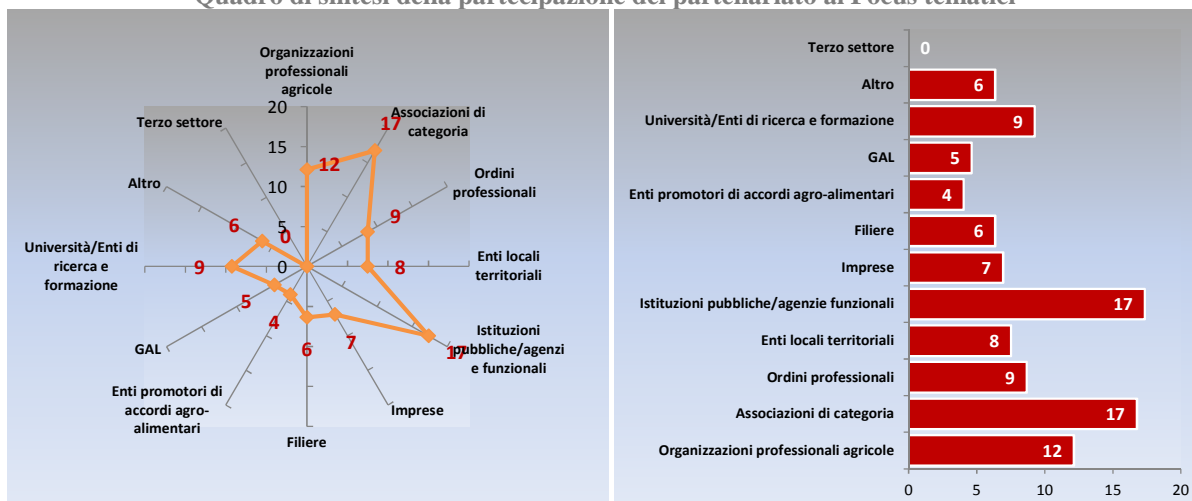 Quadro di sintesi della partecipazione del partenariato ai Focus tematici
Organizzazioni
professionali
agricole
Associazioni di
categoria
Ordini
professionali
Enti locali
territoriali
Istituzioni
pubbliche/agenzi
e funzionali
Imprese
Filiere
Enti promotori di
accordi agro-
alimentari
GAL
Università/Enti di
ricerca e
formazione
Altro
Terzo settore
20
15
10
5
0
12
17
9
8
17
7
6
4
5
9
6
0
Terzo settore 0
Altro 6
Università/Enti di ricerca e formazione 9
GAL 5
Enti promotori di accordi agro-alimentari 4
Filiere 6
Imprese 7
Istituzioni pubbliche/agenzie funzionali 17
Enti locali territoriali 8
Ordini professionali 9
Associazioni di categoria 17
Organizzazioni professionali agricole 12
0 5 10 15 20